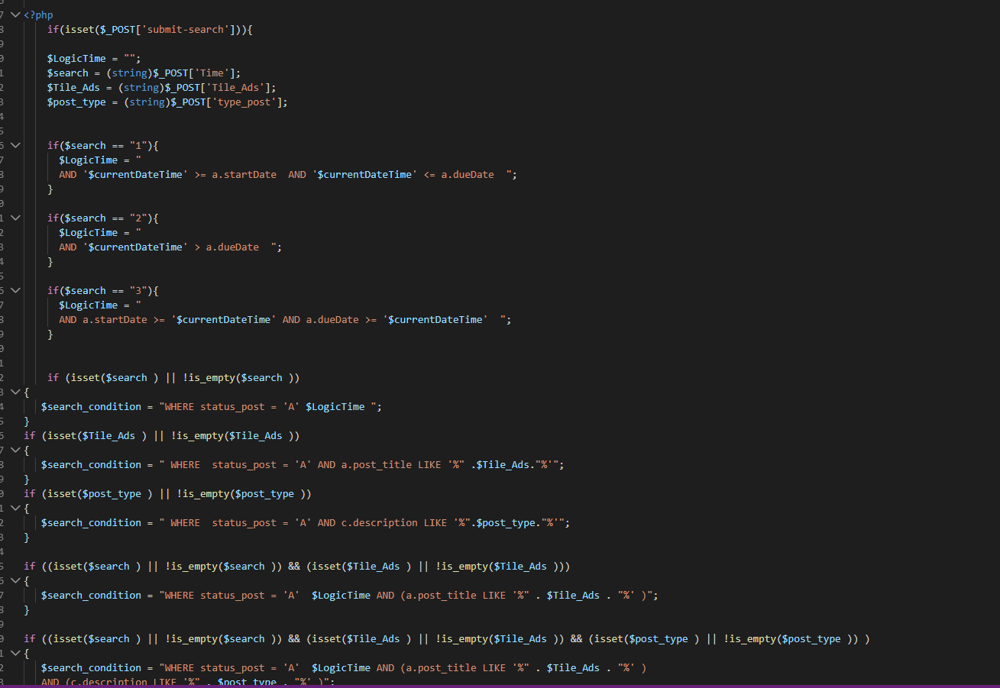 <?php
if(isset($_POST['submit-search'])){
$LogicTime = "";
$search = (string)$_POST['Time'];
$Tile_Ads = (string)$_POST['Tile_Ads'];
$post_type = (string)$_POST['type_post'];
if($search == "1"){
$LogicTime = "
AND '$currentDateTime' >= a.startDate  AND '$currentDateTime' <= a.dueDate  ";
}
if($search == "2"){
$LogicTime = "
AND '$currentDateTime' > a.dueDate  ";
}
if($search == "3"){
$LogicTime = "
AND a.startDate >= '$currentDateTime' AND a.dueDate >= '$currentDateTime'  ";
}
if (isset($search ) || !is_empty($search ))
{
$search_condition = "WHERE status_post = 'A' $LogicTime ";
}
if (isset($Tile_Ads ) || !is_empty($Tile_Ads ))
{
$search_condition = " WHERE  status_post = 'A' AND a.post_title LIKE '%" .$Tile_Ads."%'";
}
if (isset($post_type ) || !is_empty($post_type ))
{
$search_condition = " WHERE  status_post = 'A' AND c.description LIKE '%".$post_type."%'";
}
if ((isset($search ) || !is_empty($search )) && (isset($Tile_Ads ) || !is_empty($Tile_Ads )))
{
$search_condition = "WHERE status_post = 'A'  $LogicTime AND (a.post_title LIKE '%" . $Tile_Ads . "%' )";
}
if ((isset($search ) || !is_empty($search )) && (isset($Tile_Ads ) || !is_empty($Tile_Ads )) && (isset($post_type ) || !is_empty($post_type )) )
{
$search_condition = "WHERE status_post = 'A'  $LogicTime AND (a.post_title LIKE '%" . $Tile_Ads . "%' )
AND (c.description LIKE '%" . $post_type . "%' )";